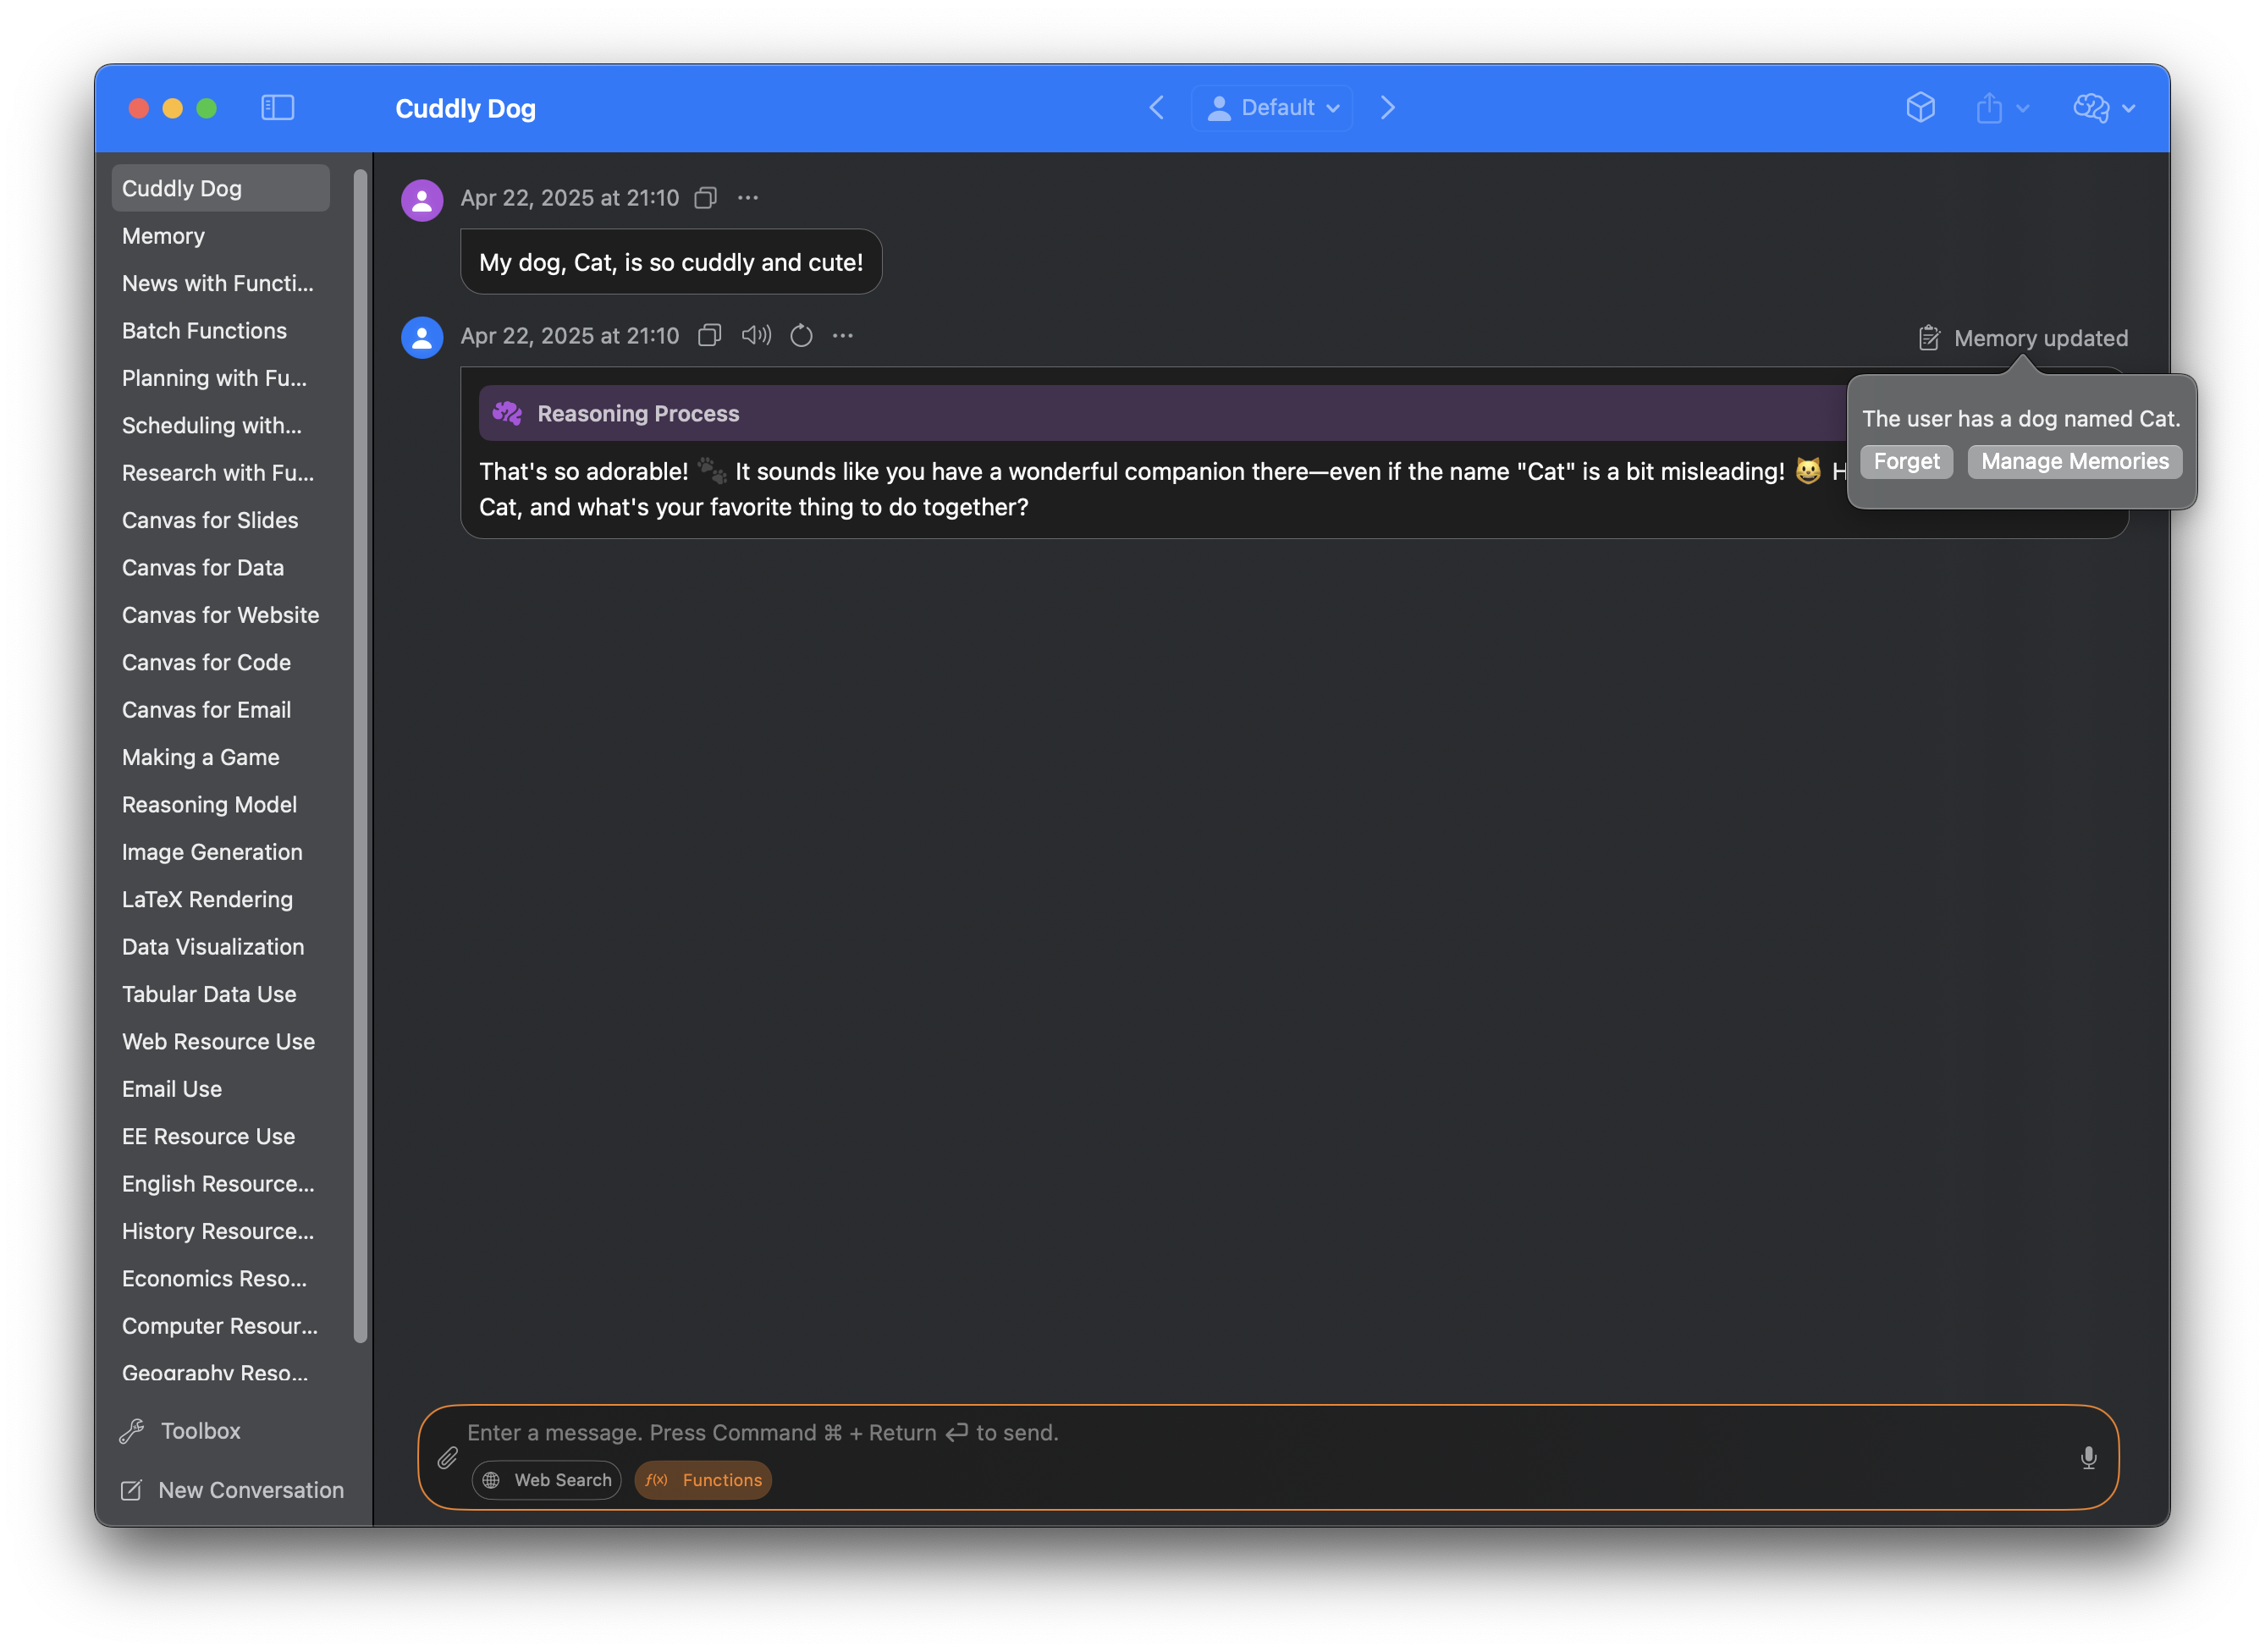 Cuddly Dog
Default
Cuddly Dog
Memory
News with Functi...
Batch Functions
Planning with Fu...
Scheduling with...
Research with Fu...
Canvas for Slides
Canvas for Data
Canvas for Website
Canvas for Code
Canvas for Email
Making a Game
Reasoning Model
Image Generation
LaTeX Rendering
Data Visualization
Tabular Data Use
Web Resource Use
Email Use
EE Resource Use
English Resource...
History Resource...
Economics Reso...
Computer Resour...
Geography Reso...
Toolbox
New Conversation
Apr 22, 2025 at 21:10
My dog, Cat, is so cuddly and cute!
Apr 22, 2025 at 21:10
Memory updated
Reasoning Process
That's so adorable! 🐾 It sounds like you have a wonderful companion there—even if the name "Cat" is a bit misleading! 😺 H
Cat, and what's your favorite thing to do together?
The user has a dog named Cat.
Forget Manage Memories
Enter a message. Press Command ⌘ + Return ↩ to send.
Web Search f(x) Functions